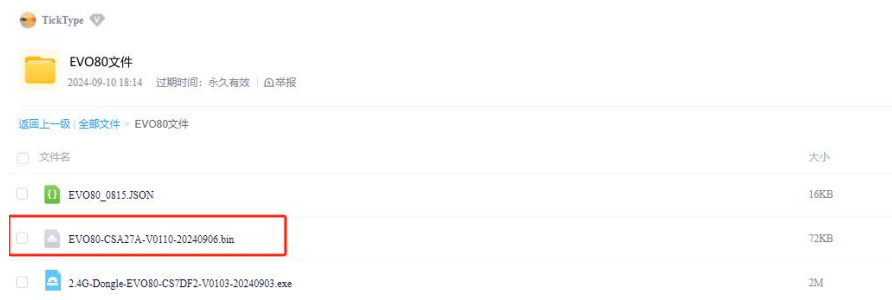 TickType
EVO80文件
2024-09-10 18:14 过期时间：永久有效 | 举报
返回上一级 | 全部文件 > EVO80文件
文件名 大小
EVO80_0815.JSON 16KB
EVO80-CSA27A-V0110-20240906.bin 72KB
2.4G-Dongle-EVO80-CS7DF2-V0103-20240903.exe 2M